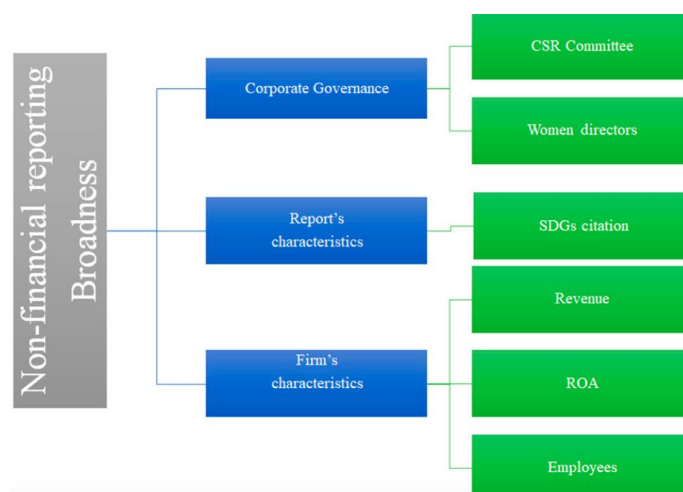 Non-financial reporting
Broadness
Corporate Governance
CSR Committee
Women directors
Report's
characteristics
SDGs citation
Firm's
characteristics
Revenue
ROA
Employees